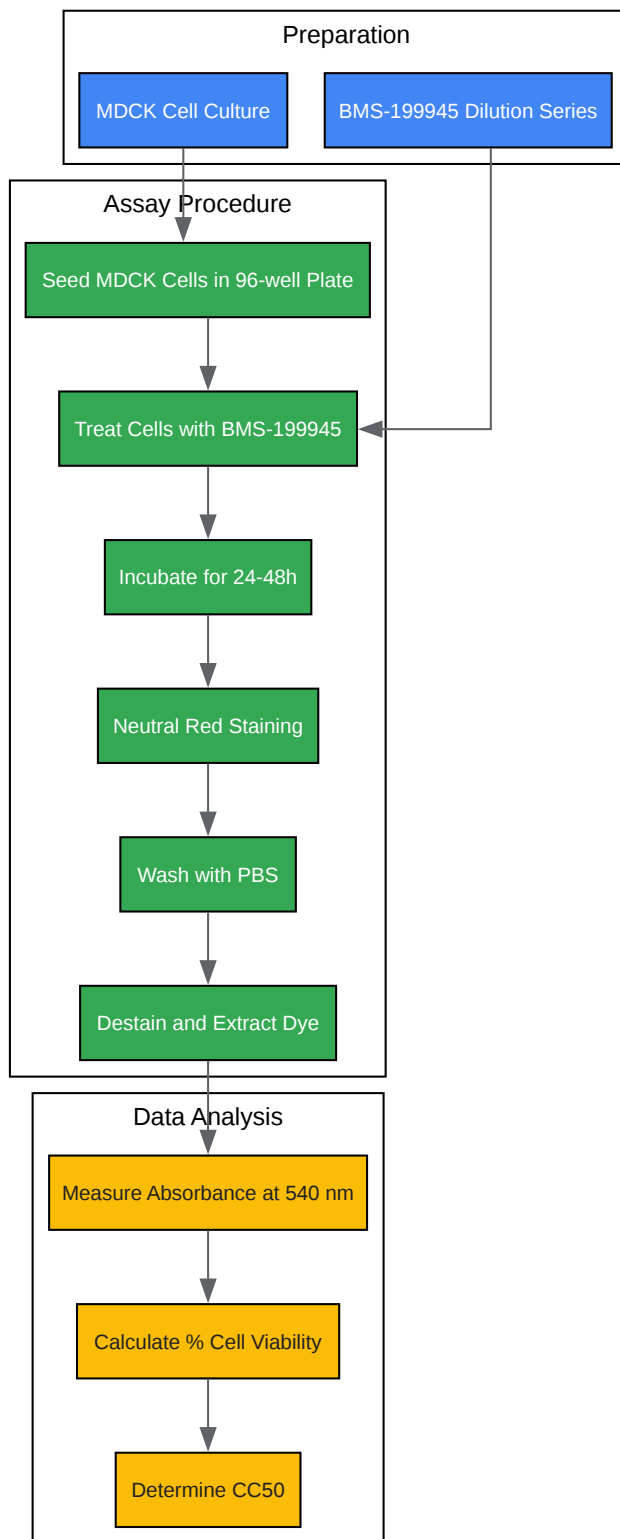 Preparation
MDCK Cell Culture
BMS-199945 Dilution Series
Assay Procedure
Seed MDCK Cells in 96-well Plate
Treat Cells with BMS-199945
Incubate for 24-48h
Neutral Red Staining
Wash with PBS
Destain and Extract Dye
Data Analysis
Measure Absorbance at 540 nm
Calculate % Cell Viability
Determine CC50